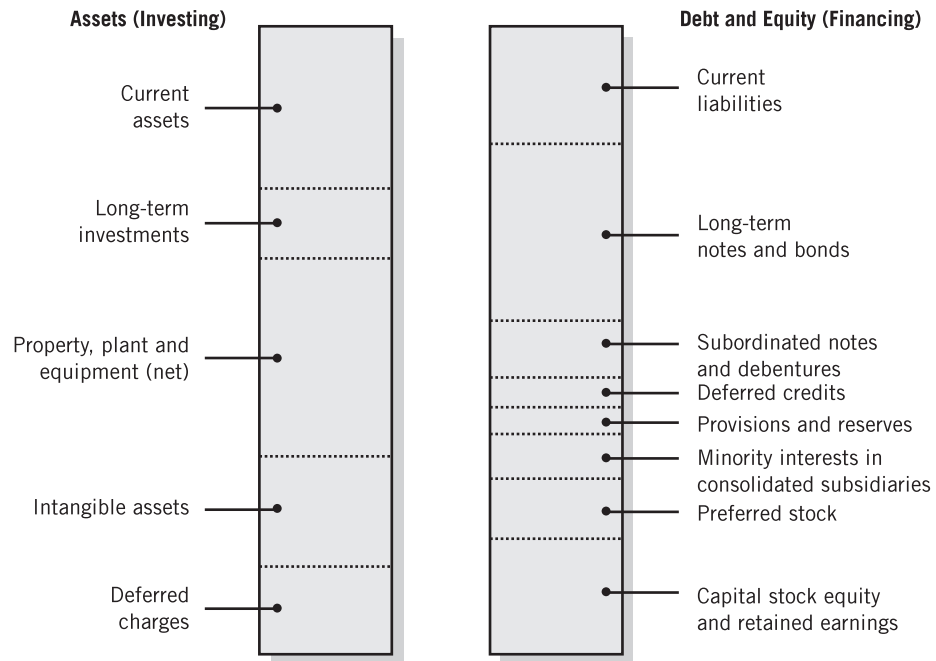 Assets (Investing)
Current
assets
Long-term
investments
Property, plant and
equipment (net)
Intangible assets
Deferred
charges
Debt and Equity (Financing)
Current
liabilities
Long-term
notes and bonds
Subordinated notes
and debentures
Deferred credits
Provisions and reserves
Minority interests in
consolidated subsidiaries
Preferred stock
Capital stock equity
and retained earnings